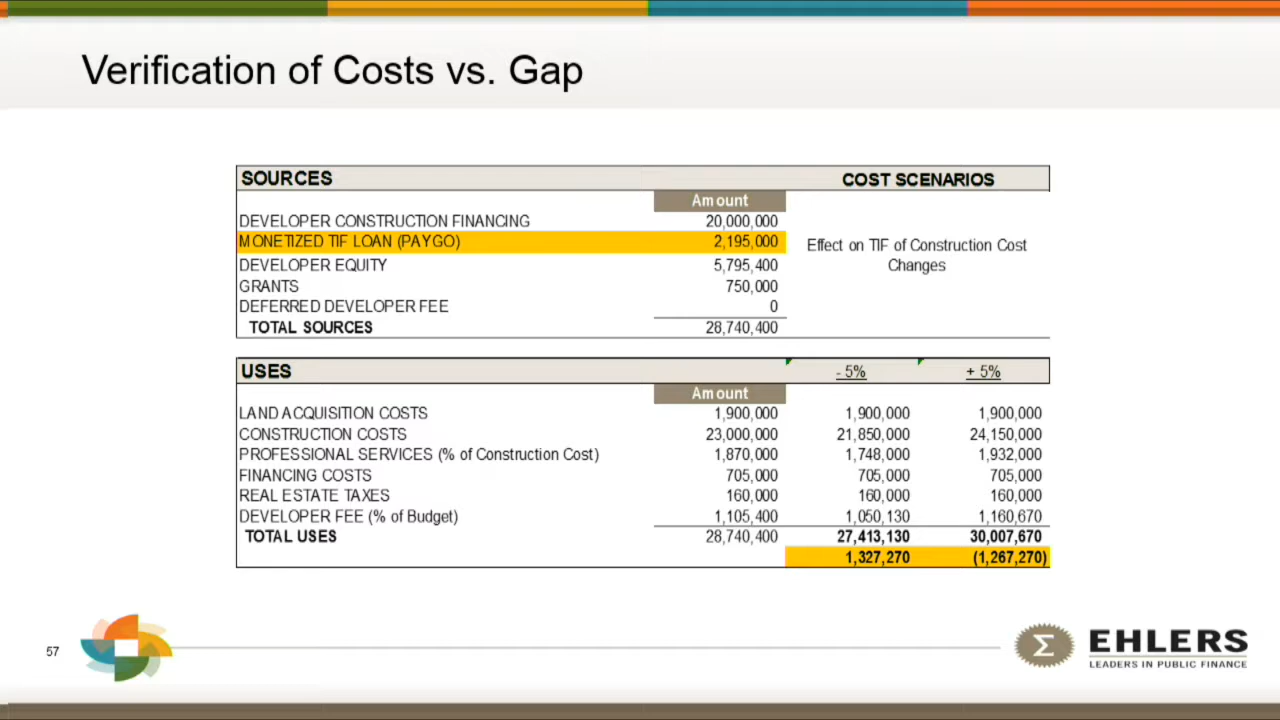 Verification of Costs vs. Gap
SOURCES COST SCENARIOS
Amount
DEVELOPER CONSTRUCTION FINANCING 20,000,000
MONETIZED TIF LOAN (PAYGO) 2,195,000
Effect on TIF of Construction Cost
Changes
DEVELOPER EQUITY 5,795,400
GRANTS 750,000
DEFERRED DEVELOPER FEE 0
TOTAL SOURCES 28,740,400
USES - 5% + 5%
Amount
LAND ACQUISITION COSTS 1,900,000 1,900,000 1,900,000
CONSTRUCTION COSTS 23,000,000 21,850,000 24,150,000
PROFESSIONAL SERVICES (% of Construction Cost) 1,870,000 1,748,000 1,932,000
FINANCING COSTS 705,000 705,000 705,000
REAL ESTATE TAXES 160,000 160,000 160,000
DEVELOPER FEE (% of Budget) 1,105,400 1,050,130 1,160,670
TOTAL USES 28,740,400 27,413,130 30,007,670
1,327,270 (1,267,270)
57
Σ EHLERS
LEADERS IN PUBLIC FINANCE